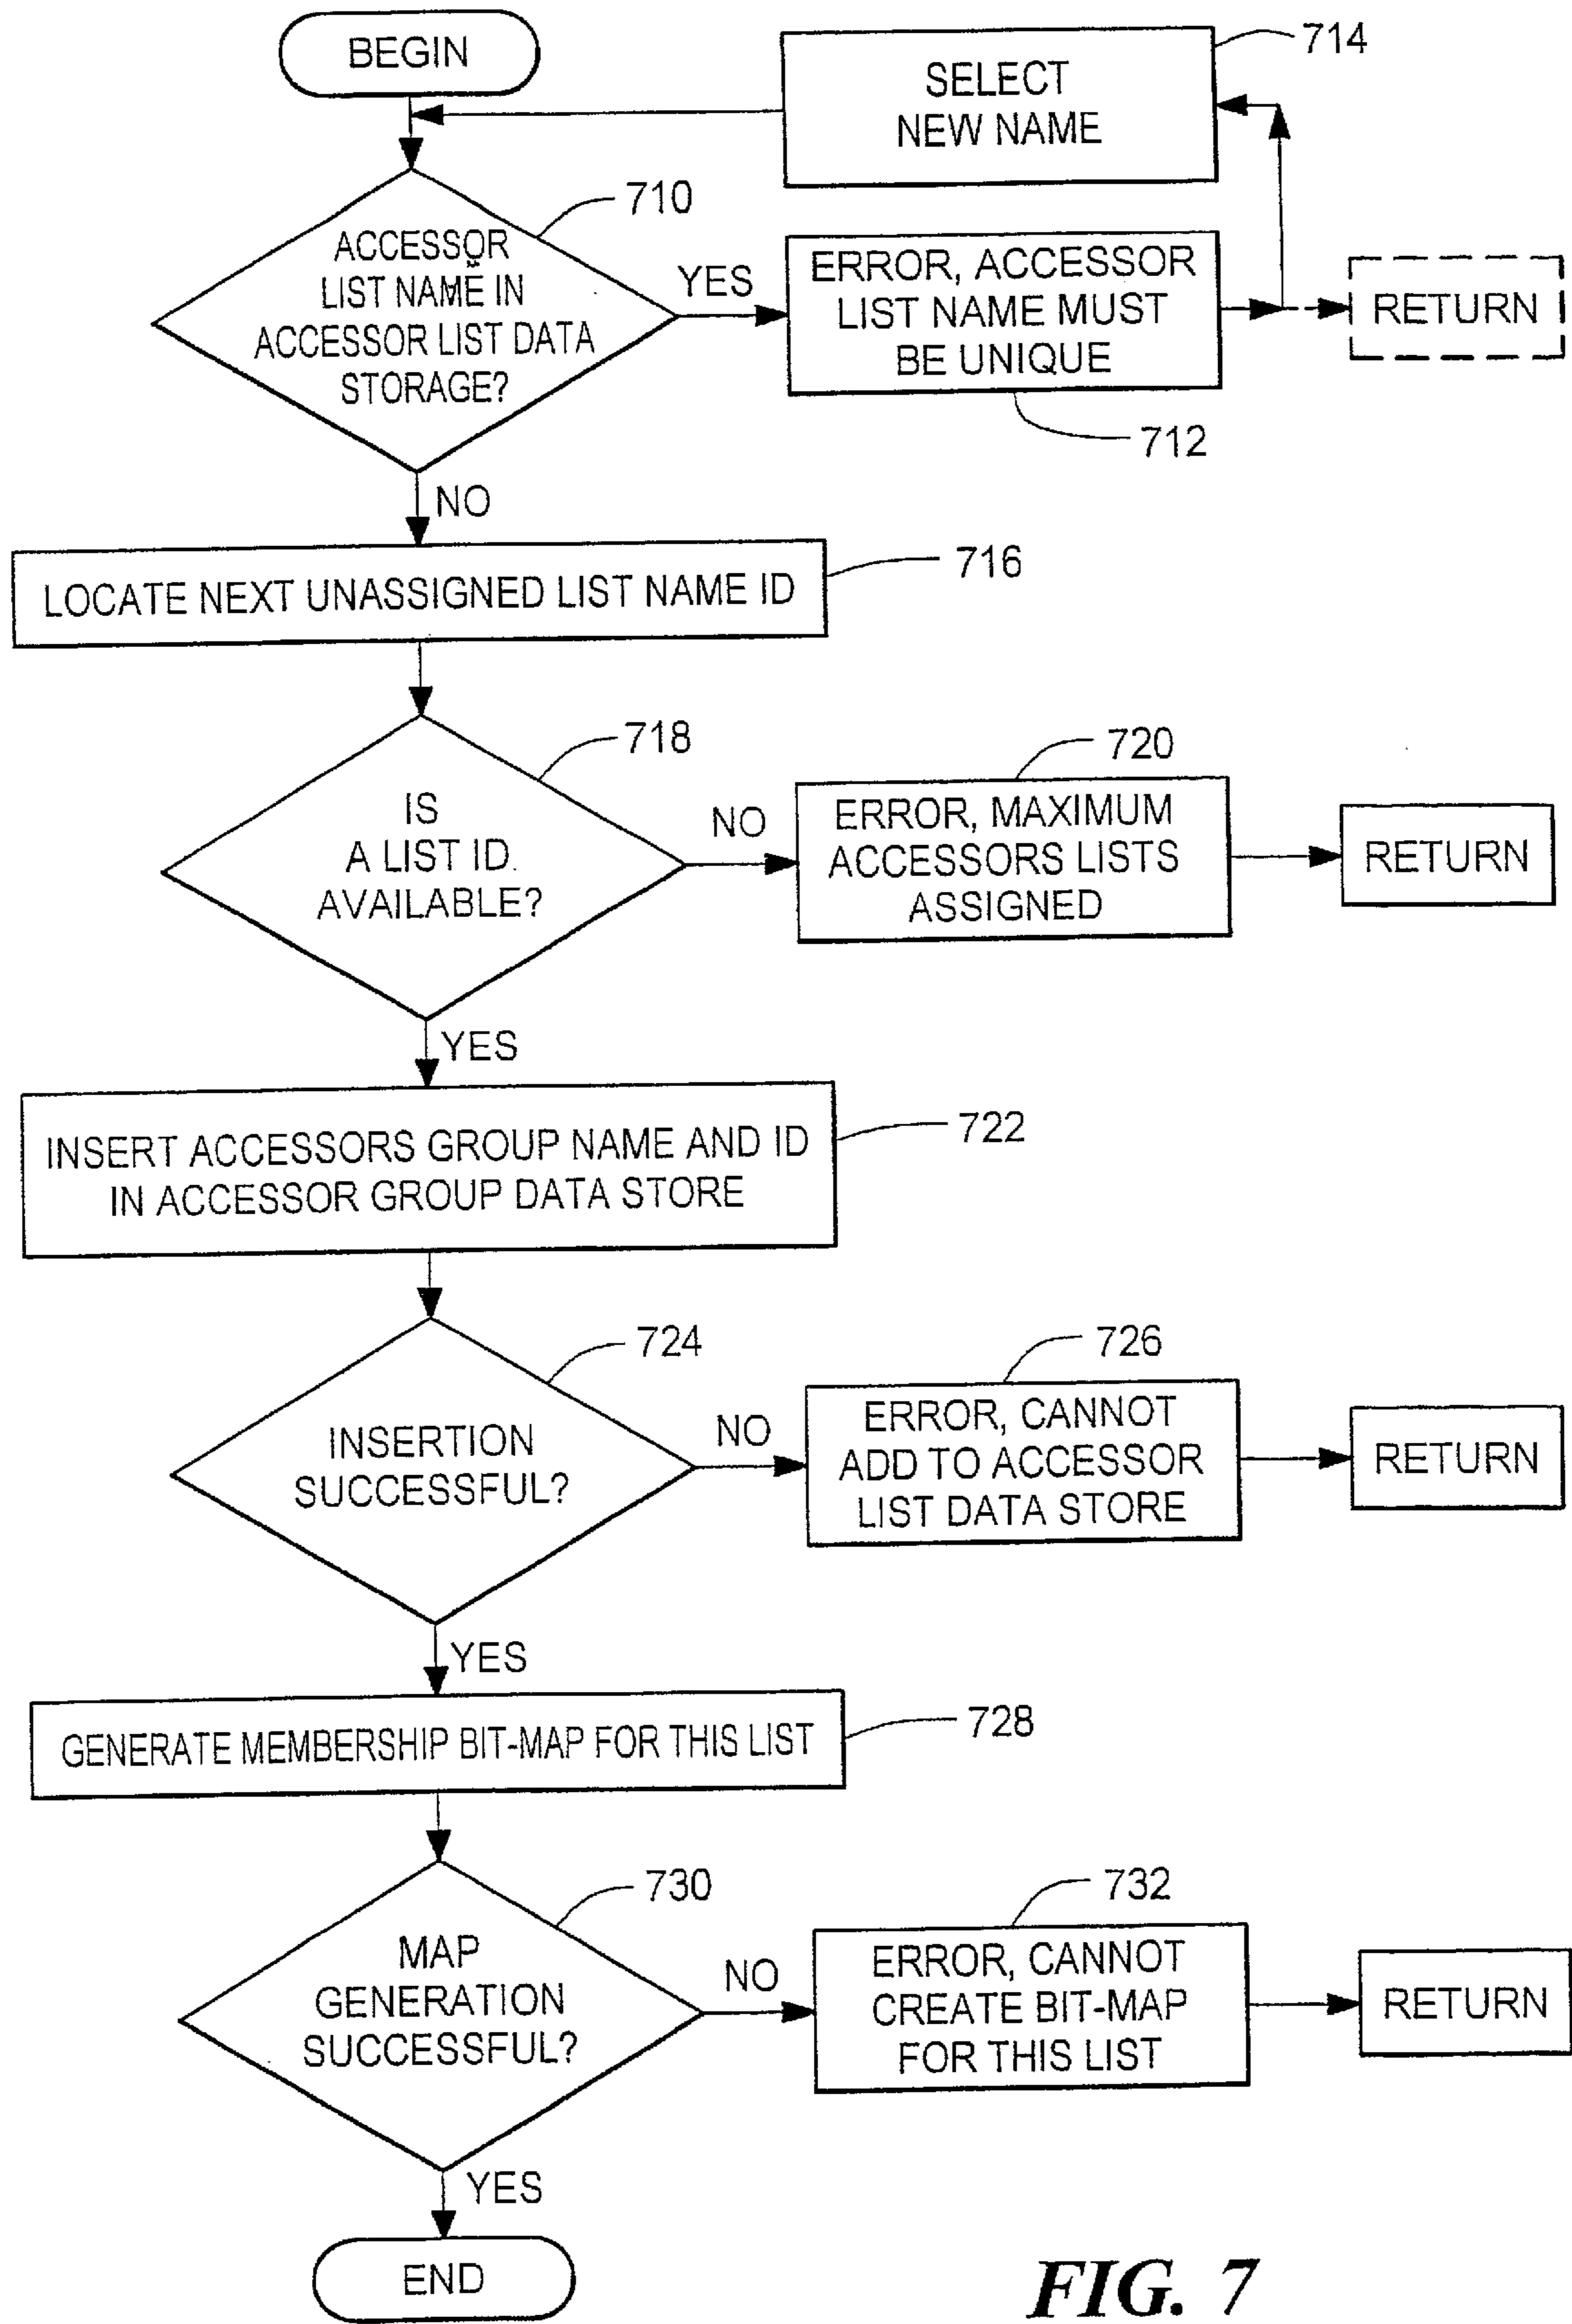 BEGIN
714
SELECT
NEW NAME
710
ACCESSOR
LIST NAME IN
ACCESSOR LIST DATA
STORAGE?
YES
ERROR, ACCESSOR
LIST NAME MUST
BE UNIQUE
RETURN
712
NO
LOCATE NEXT UNASSIGNED LIST NAME ID
716
718
IS
A LIST ID
AVAILABLE?
NO
720
ERROR, MAXIMUM
ACCESSORS LISTS
ASSIGNED
RETURN
YES
INSERT ACCESSORS GROUP NAME AND ID
IN ACCESSOR GROUP DATA STORE
722
724
INSERTION
SUCCESSFUL?
NO
726
ERROR, CANNOT
ADD TO ACCESSOR
LIST DATA STORE
RETURN
YES
GENERATE MEMBERSHIP BIT-MAP FOR THIS LIST
728
730
MAP
GENERATION
SUCCESSFUL?
NO
732
ERROR, CANNOT
CREATE BIT-MAP
FOR THIS LIST
RETURN
YES
END
FIG. 7